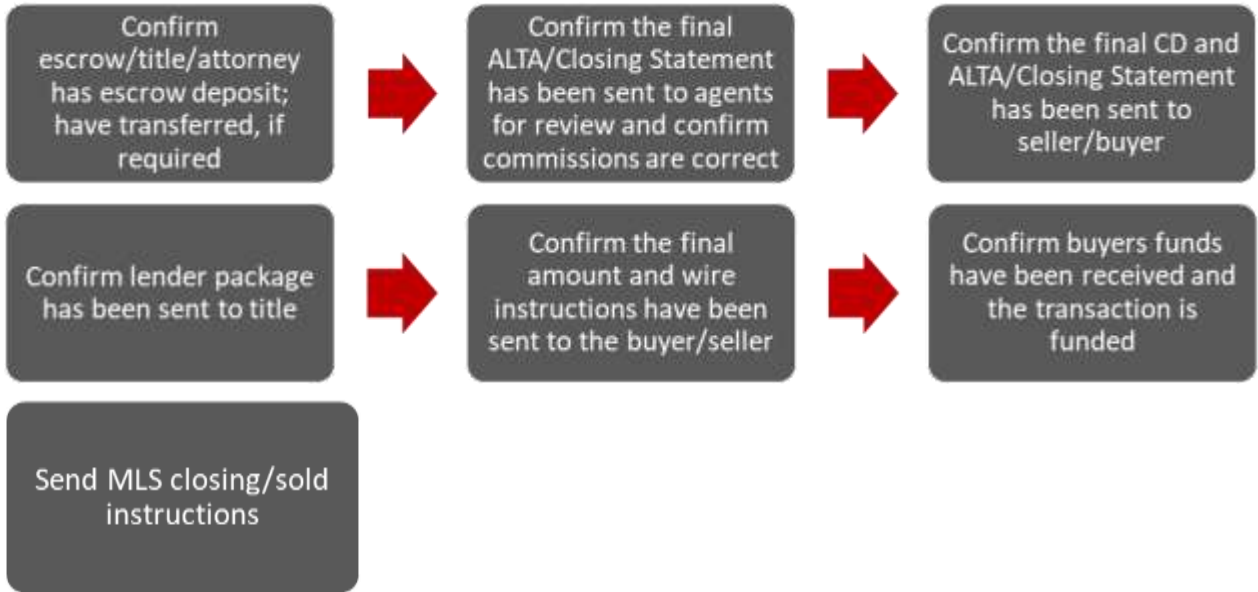 Confirm
escrow/title/attorney
has escrow deposit;
have transferred, if
required
Confirm the final
ALTA/Closing Statement
has been sent to agents
for review and confirm
commissions are correct
Confirm the final CD and
ALTA/Closing Statement
has been sent to
seller/buyer
Confirm lender package
has been sent to title
Confirm the final
amount and wire
instructions have been
sent to the buyer/seller
Confirm buyers funds
have been received and
the transaction is
funded
Send MLS closing/sold
instructions